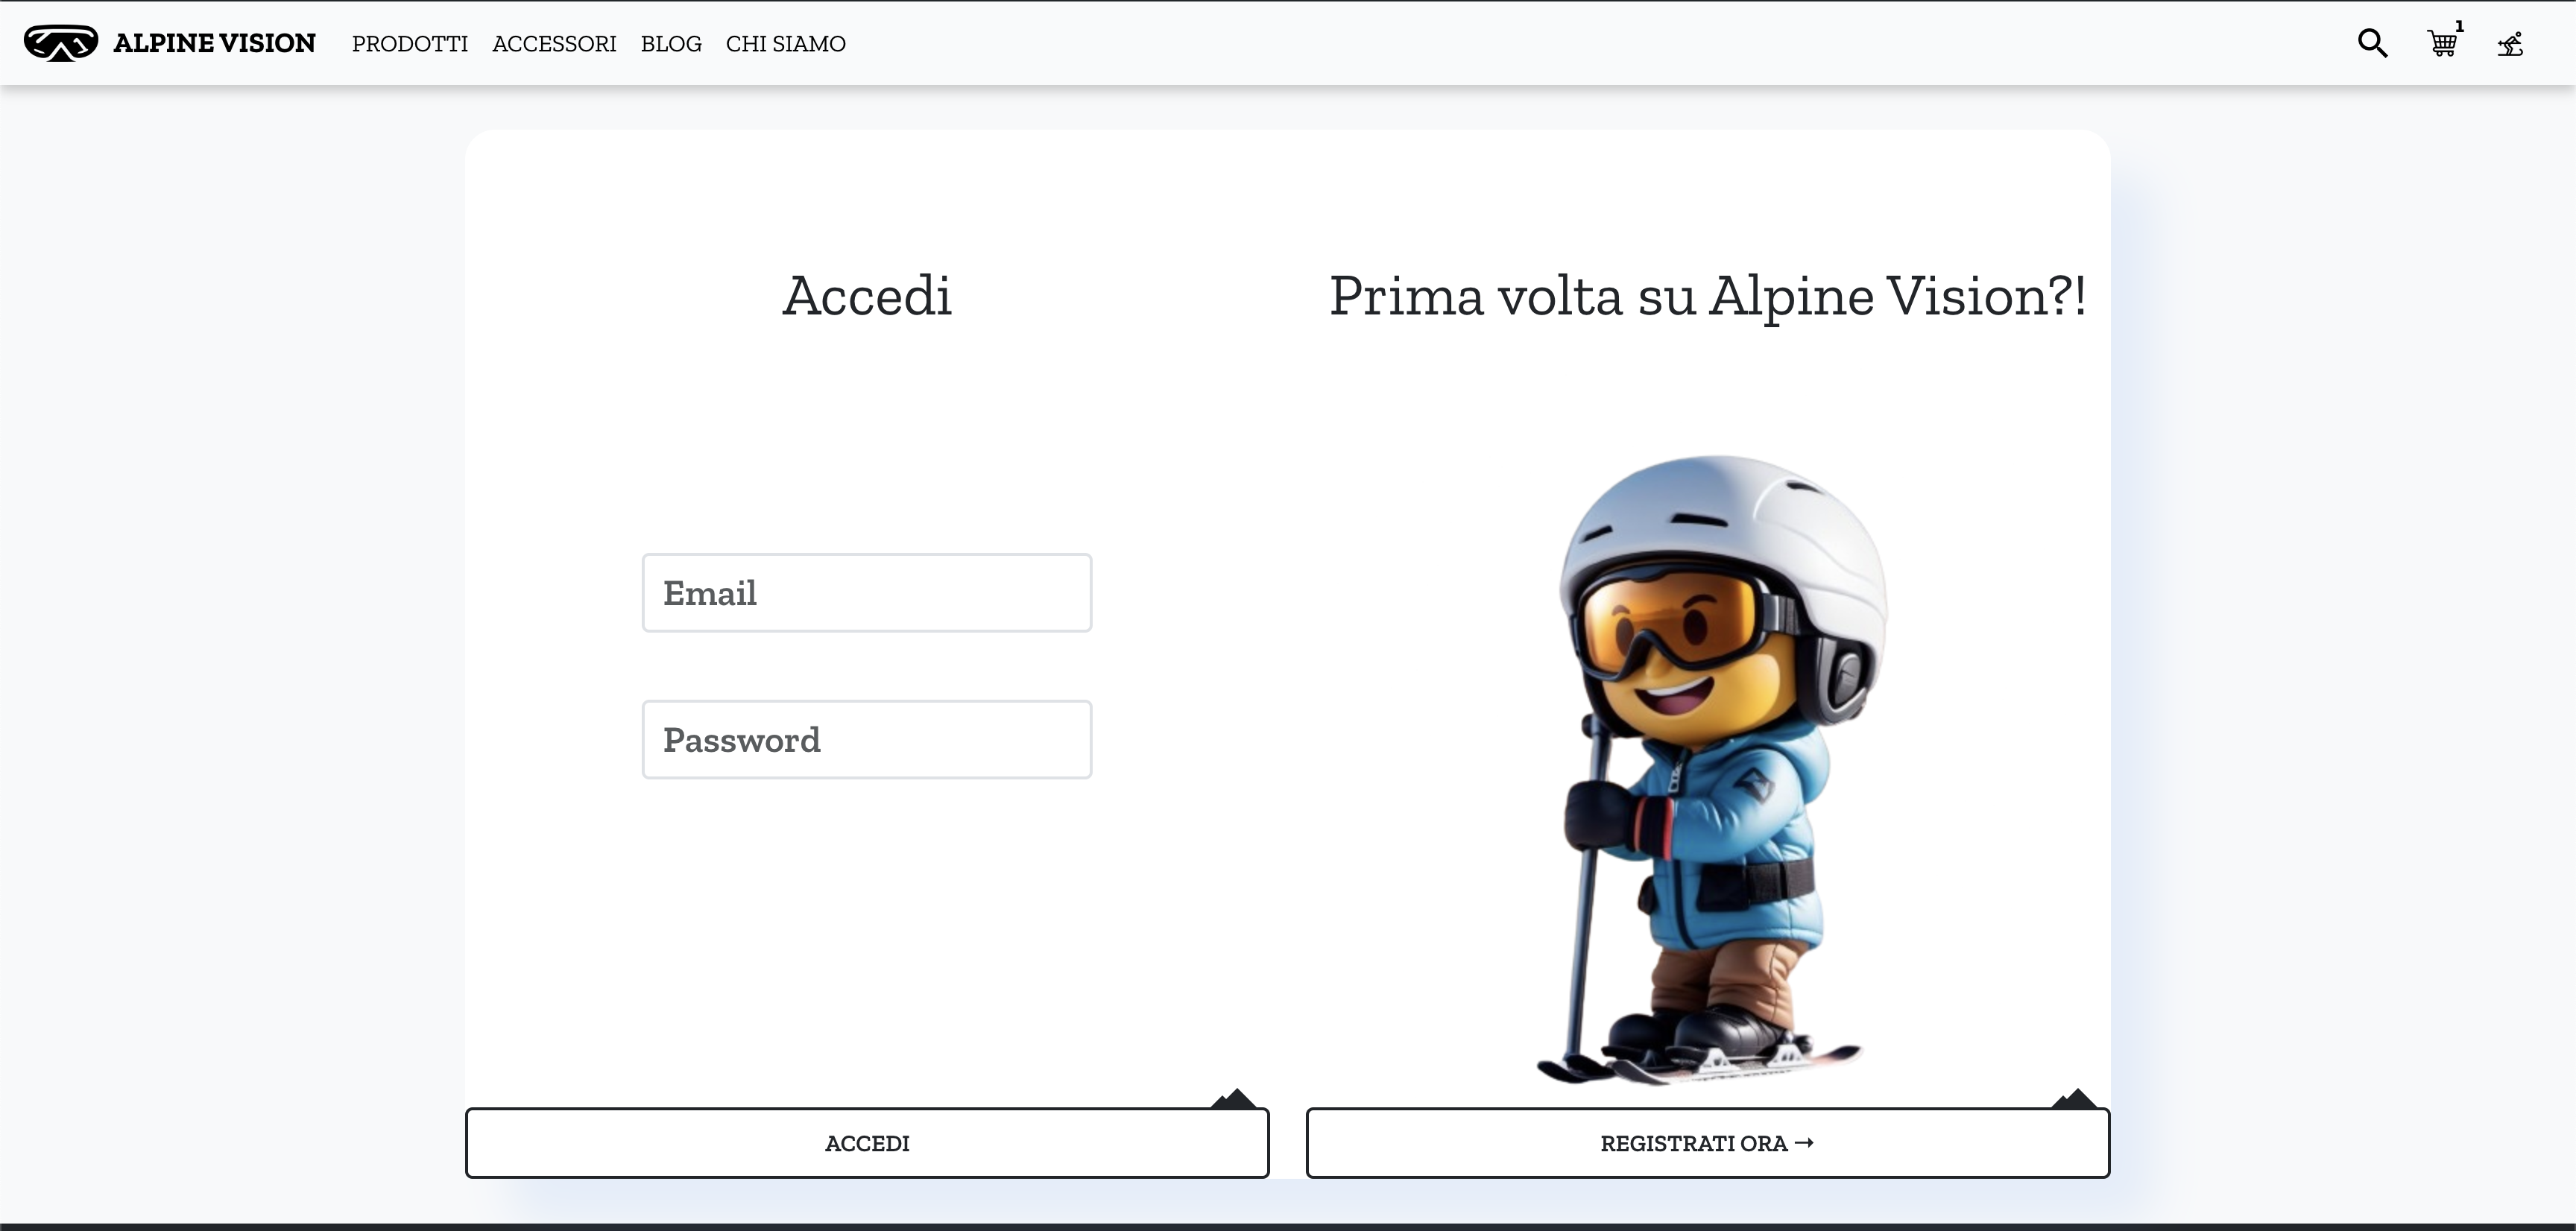 ALPINE VISION PRODOTTI ACCESSORI BLOG CHI SIAMO 1
Accedi
Email
Password
ACCEDI
Prima volta su Alpine Vision?!
REGISTRATI ORA →